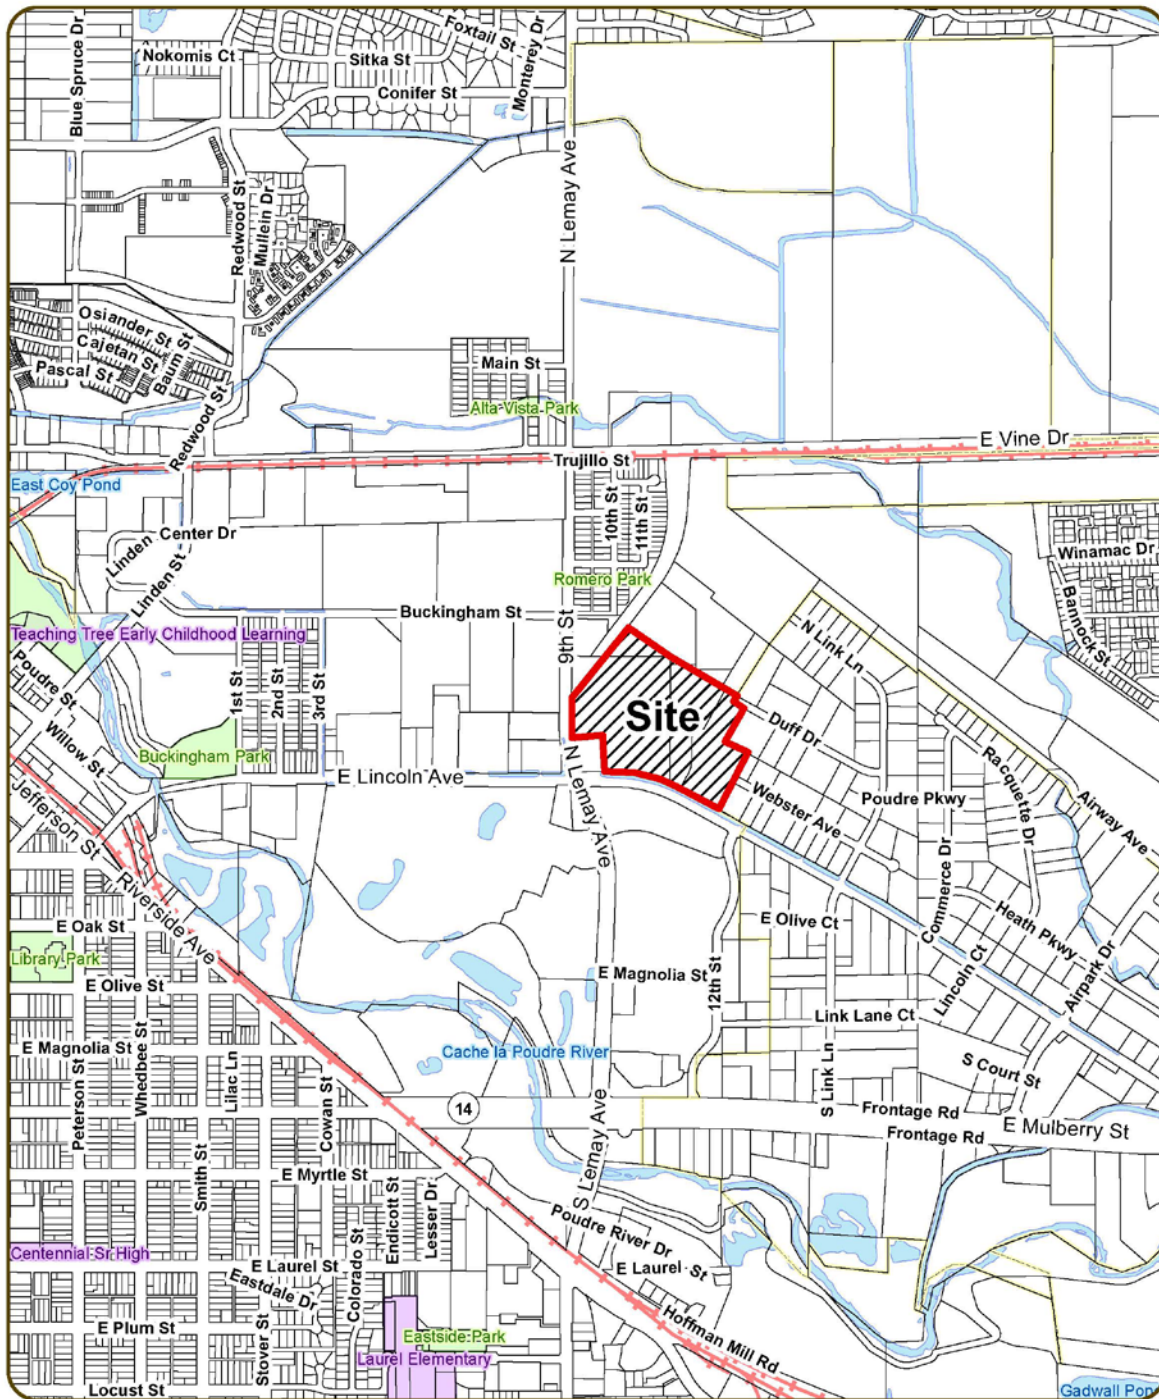 Foxtail St
Monterey Dr
Blue Spruce Dr
Nokomis Ct
Sitka St
Conifer St
N Lemay Ave
Redwood St
Mullein Dr
Osiander St
Cajetan St
Pascal St
Baum St
Main St
Alta Vista Park
Redwood St
E Vine Dr
Trujillo St
East Coy Pond
10th St
11th St
Linden Center Dr
Linden St
Winamac Dr
Romero Park
Bannock St
Buckingham St
N Link Ln
Teaching Tree Early Childhood Learning
9th St
Poudre St
1st St
2nd St
3rd St
Site
Duff Dr
Willow St
Buckingham Park
E Lincoln Ave
N Lemay Ave
Racquette Dr
Jefferson St
Webster Ave
Poudre Pkwy
Airway Ave
Riverside Ave
Commerce Dr
E Oak St
E Olive Ct
Heath Pkwy
Library Park
E Magnolia St
12th St
Lincoln Ct
Airpark Dr
E Olive St
Link Lane Ct
E Magnolia St
Whedbee St
Cache la Poudre River
S Court St
Peterson St
Lilac Ln
Cowan St
S Link Ln
14
Frontage Rd
E Mulberry St
Frontage Rd
S Lemay Ave
Smith St
E Myrtle St
Endicott St
Lesser Dr
Poudre River Dr
Centennial Sr High
E Laurel St
Colorado St
E Laurel St
Eastdale Dr
E Plum St
Stover St
Eastside Park
Hoffman Mill Rd
Laurel Elementary
Locust St
Gadwall Pon